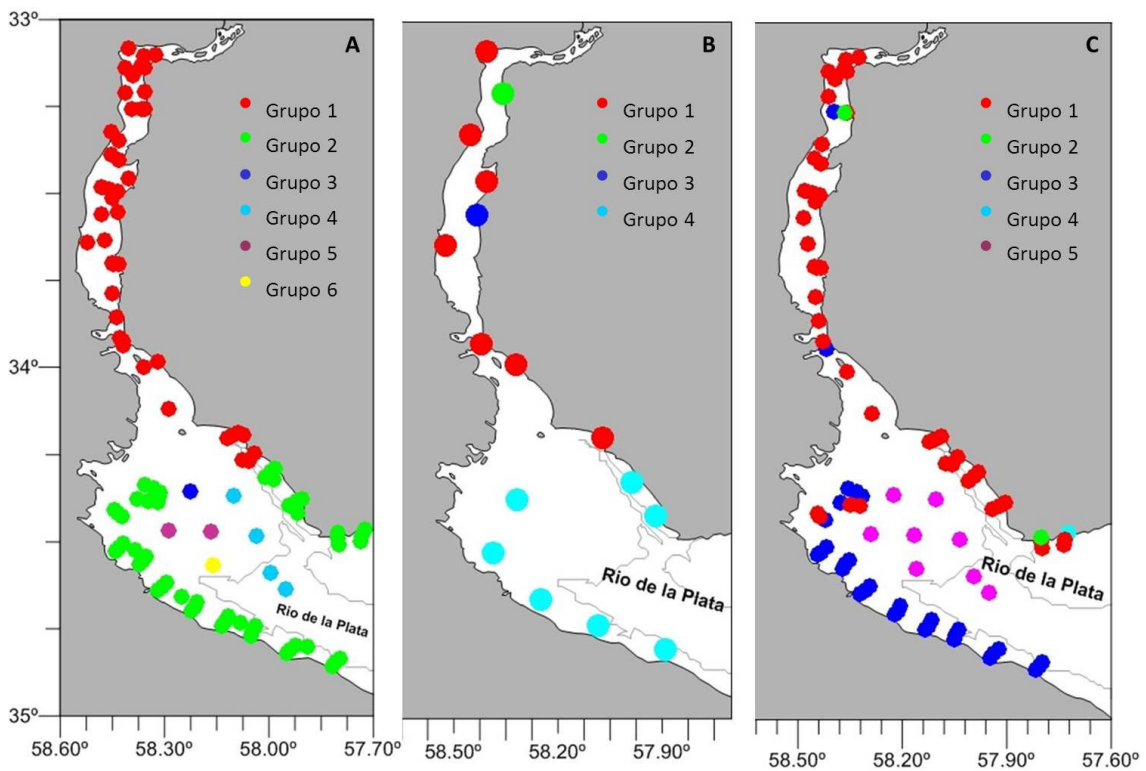 A
33º
34º
35º
Grupo 1
Grupo 2
Grupo 3
Grupo 4
Grupo 5
Grupo 6
Rio de la Plata
58.60º 58.30º 58.00º 57.70º
B
Grupo 1
Grupo 2
Grupo 3
Grupo 4
Rio de la Plata
58.50º 58.20º 57.90º
C
Grupo 1
Grupo 2
Grupo 3
Grupo 4
Grupo 5
Rio de la Plata
58.50º 58.20º 57.90º 57.60º